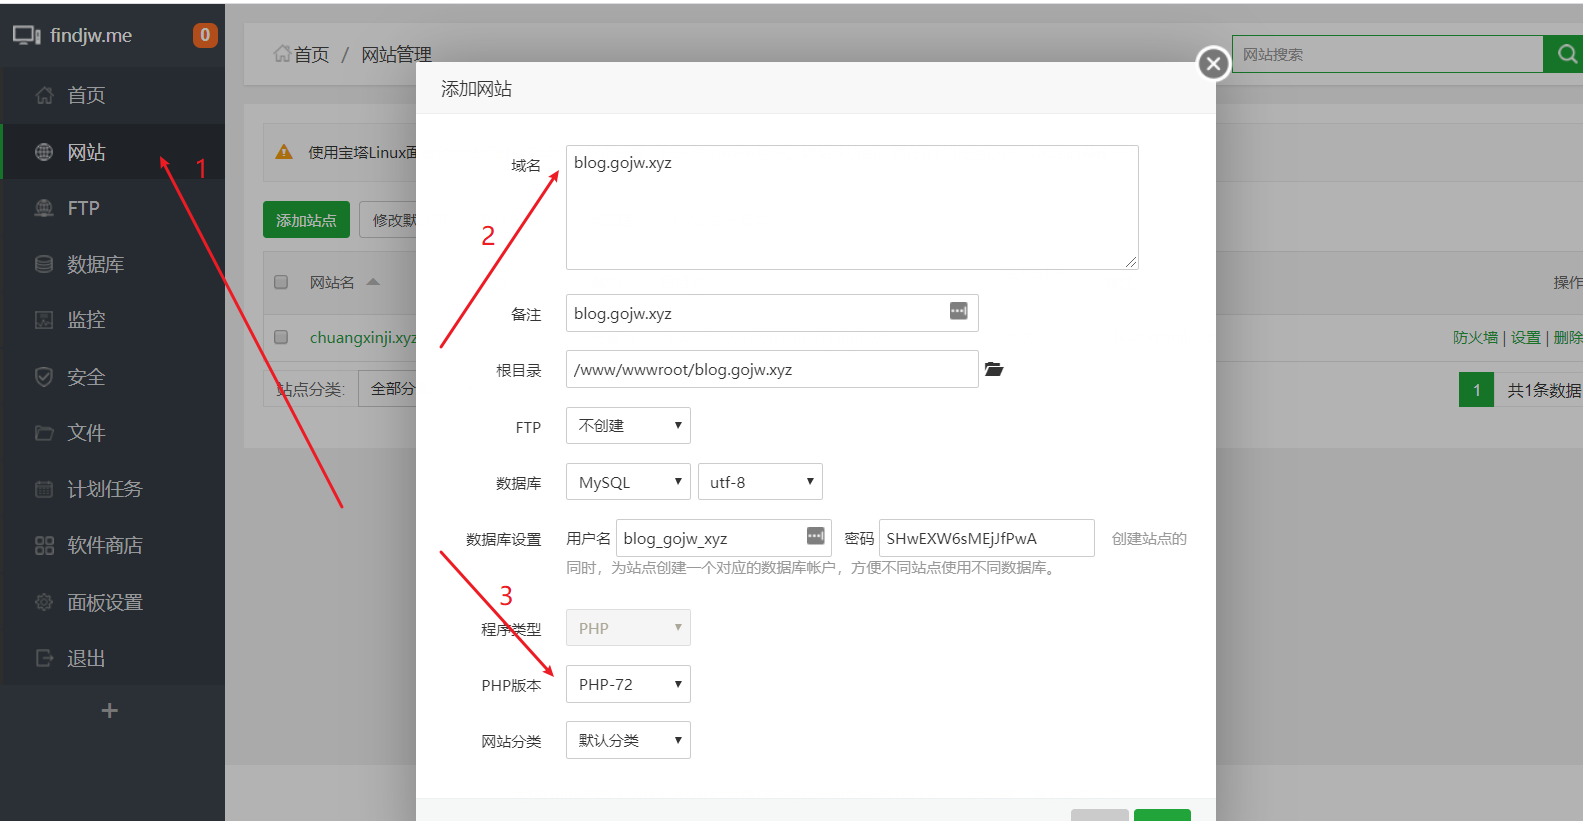 findjw.me 0
首页
网站
FTP
数据库
监控
安全
文件
计划任务
软件商店
面板设置
退出
首页 / 网站管理
网站搜索
使用宝塔Linux面
添加站点 修改默
网站名 操作
chuangxinji.xyz 防火墙 | 设置 | 删除
站点分类: 全部分 1 共1条数据
添加网站
域名 blog.gojw.xyz
备注 blog.gojw.xyz
根目录 /www/wwwroot/blog.gojw.xyz
FTP 不创建
数据库 MySQL utf-8
数据库设置 用户名 blog_gojw_xyz 密码 SHwEXW6sMEjJfPwA 创建站点的
同时，为站点创建一个对应的数据库帐户，方便不同站点使用不同数据库。
程序类型 PHP
PHP版本 PHP-72
网站分类 默认分类
1
2
3